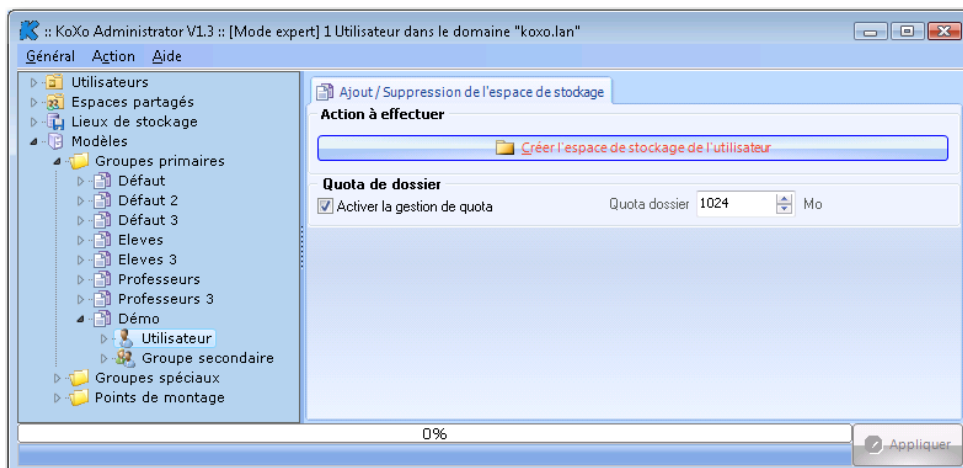 :: KoXo Administrator V1.3 :: [Mode expert] 1 Utilisateur dans le domaine "koxo.lan"
Général Action Aide
Utilisateurs
Espaces partagés
Lieux de stockage
Modèles
Groupes primaires
Défaut
Défaut 2
Défaut 3
Eleves
Eleves 3
Professeurs
Professeurs 3
Démo
Utilisateur
Groupe secondaire
Groupes spéciaux
Points de montage
Ajout / Suppression de l'espace de stockage
Action à effectuer
Créer l'espace de stockage de l'utilisateur
Quota de dossier
Activer la gestion de quota Quota dossier 1024 Mo
0%
Appliquer